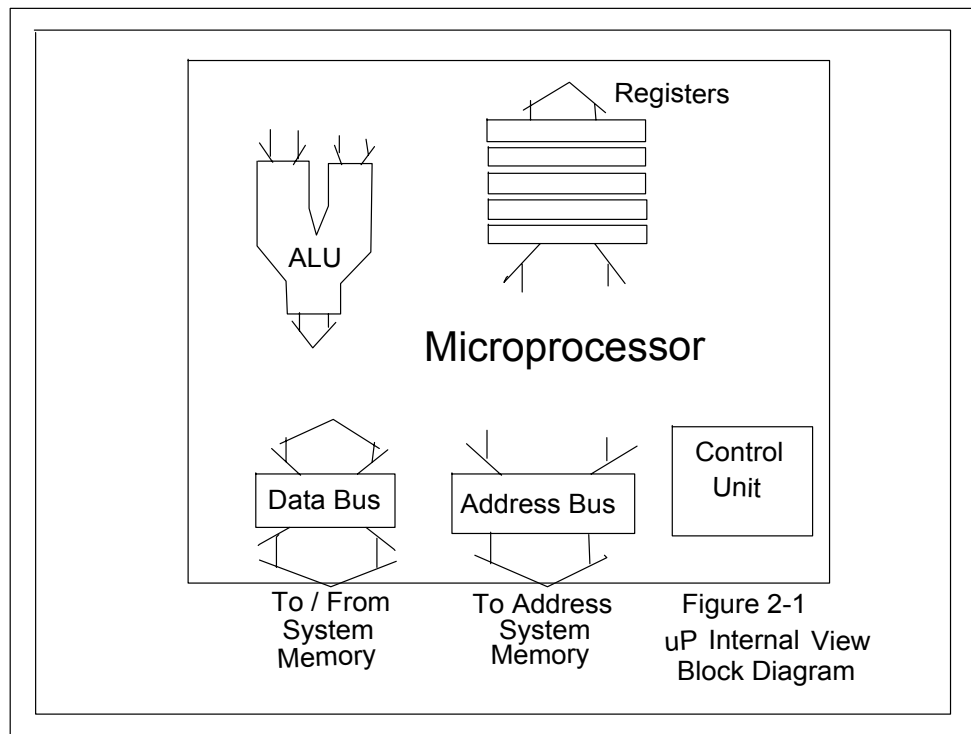 Registers
ALU
Microprocessor
Data Bus
Address Bus
Control
Unit
To / From
System
Memory
To Address
System
Memory
Figure 2-1
uP Internal View
Block Diagram